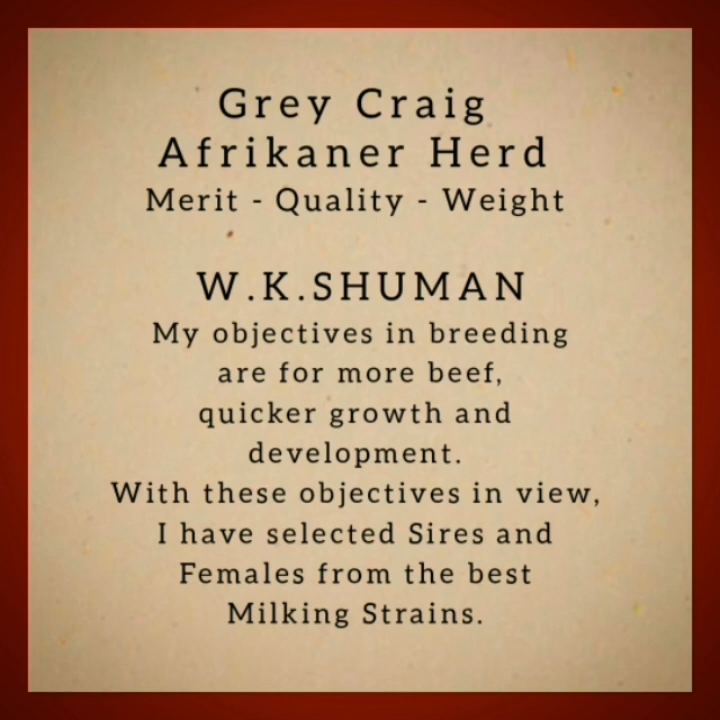 Grey Craig
Afrikaner Herd
Merit - Quality - Weight
W.K.SHUMAN
My objectives in breeding
are for more beef,
quicker growth and
development.
With these objectives in view,
I have selected Sires and
Females from the best
Milking Strains.